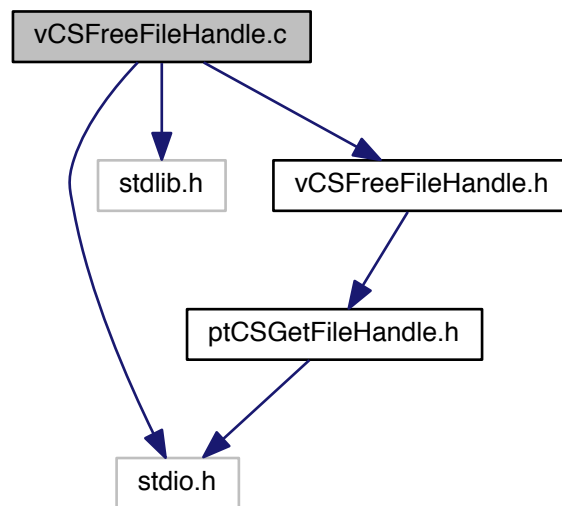 vCSFreeFileHandle.c
stdlib.h
vCSFreeFileHandle.h
ptCSGetFileHandle.h
stdio.h